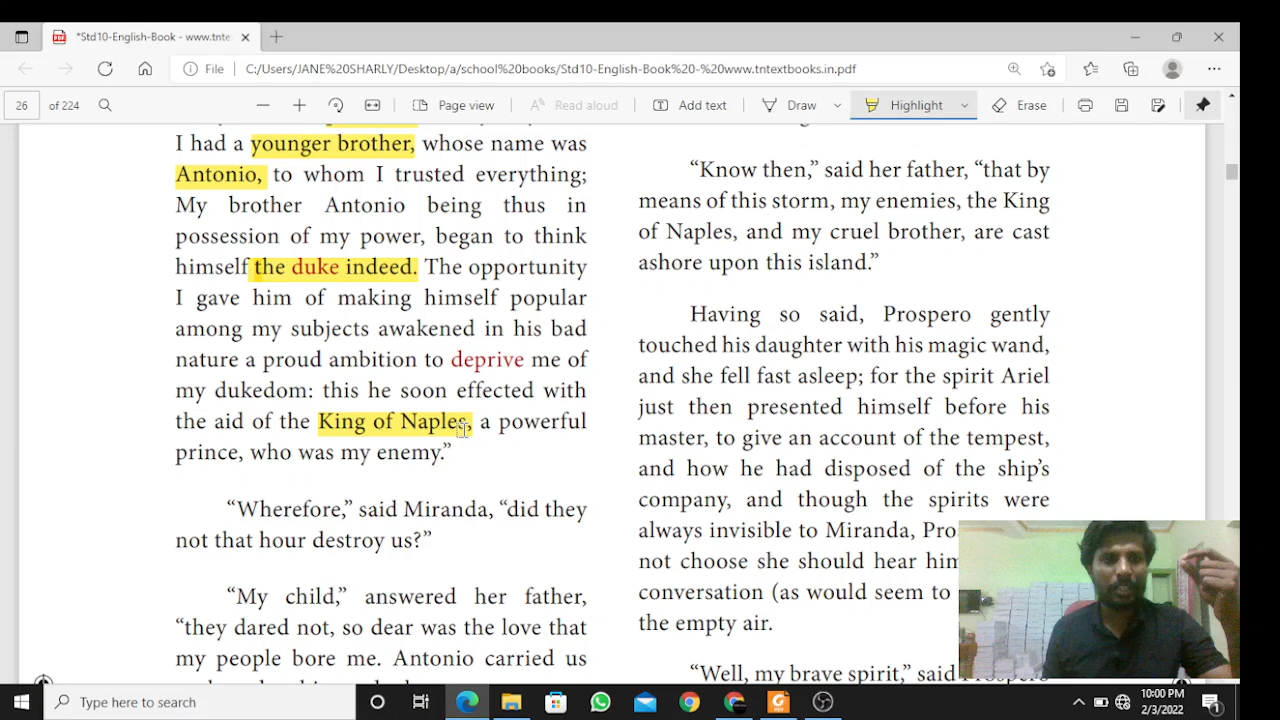 *Std10-English-Book - www.tnte
File
C:/Users/JANE%20SHARLY/Desktop/a/school%20books/Std10-English-Book%20-%20www.tntextbooks.in.pdf
26
of 224
Page view
Read aloud
Add text
Draw
Highlight
Erase
I had a younger brother, whose name was
Antonio, to whom I trusted everything;
My brother Antonio being thus in
possession of my power, began to think
himself the duke indeed. The opportunity
I gave him of making himself popular
among my subjects awakened in his bad
nature a proud ambition to deprive me of
my dukedom: this he soon effected with
the aid of the King of Naples, a powerful
prince, who was my enemy.”
“Wherefore,” said Miranda, “did they
not that hour destroy us?”
“My child,” answered her father,
“they dared not, so dear was the love that
my people bore me. Antonio carried us
“Know then,” said her father, “that by
means of this storm, my enemies, the King
of Naples, and my cruel brother, are cast
ashore upon this island.”
Having so said, Prospero gently
touched his daughter with his magic wand,
and she fell fast asleep; for the spirit Ariel
just then presented himself before his
master, to give an account of the tempest,
and how he had disposed of the ship’s
company, and though the spirits were
always invisible to Miranda, Pro
not choose she should hear him
conversation (as would seem to
the empty air.
“Well, my brave spirit,” said Prospero
Type here to search
10:00 PM
2/3/2022
1